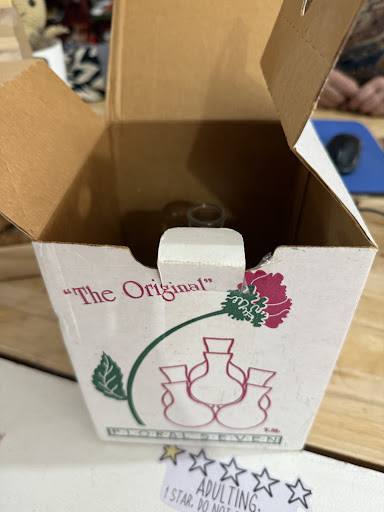 "The Original"
T.M.
FLORAL SEVEN
ADULTING.
1 STAR, DO NOT